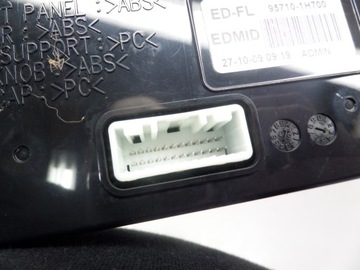 T PANEL : >ABS<
R : >ABS<
SUPPORT : >PC<
KNOB : >ABS<
CAP : >PC<
ED-FL 95710-1H700
EDMID
27-10-09 09:19 ADMIN